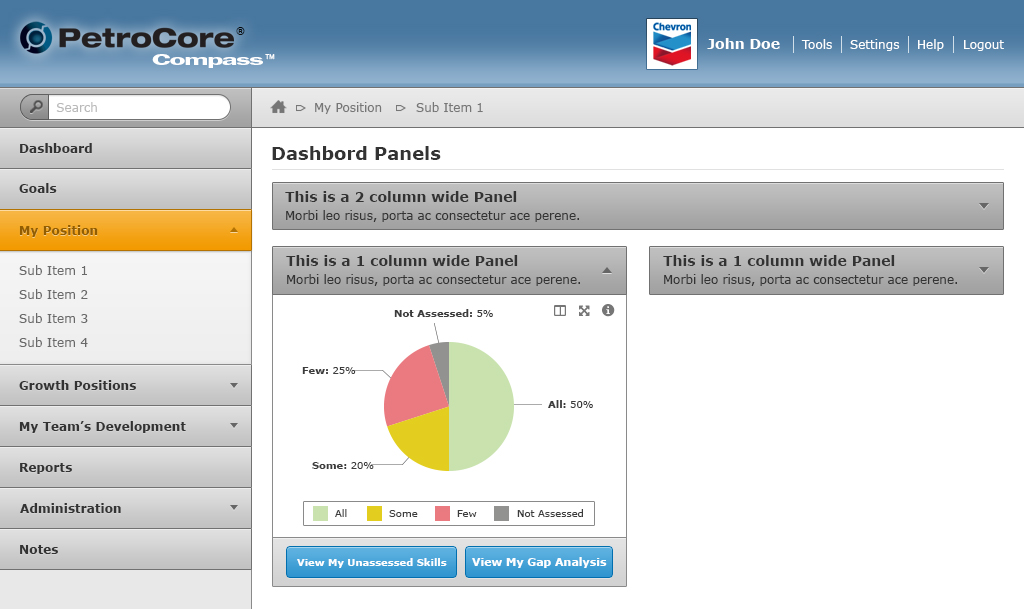 PetroCore®
Compass™
Chevron
John Doe
Tools
Settings
Help
Logout
Search
My Position
Sub Item 1
Dashboard
Goals
My Position
Sub Item 1
Sub Item 2
Sub Item 3
Sub Item 4
Growth Positions
My Team's Development
Reports
Administration
Notes
Dashbord Panels
This is a 2 column wide Panel
Morbi leo risus, porta ac consectetur ace perene.
This is a 1 column wide Panel
Morbi leo risus, porta ac consectetur ace perene.
Not Assessed: 5%
Few: 25%
All: 50%
Some: 20%
All
Some
Few
Not Assessed
View My Unassessed Skills
View My Gap Analysis
This is a 1 column wide Panel
Morbi leo risus, porta ac consectetur ace perene.